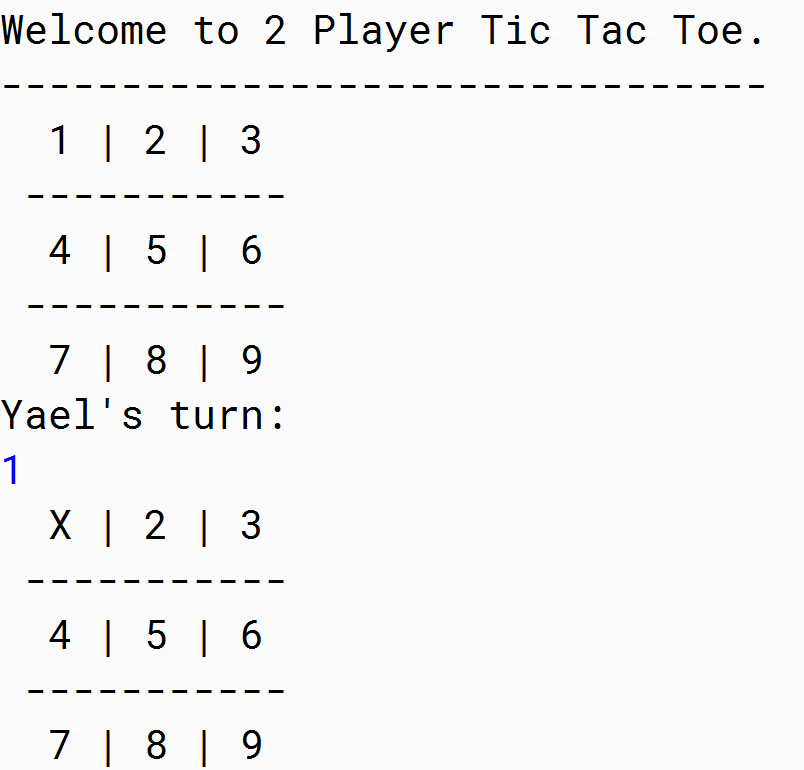 Welcome to 2 Player Tic Tac Toe.
--------------------------------
  1 | 2 | 3
 -----------
  4 | 5 | 6
 -----------
  7 | 8 | 9
Yael's turn:
1
  X | 2 | 3
 -----------
  4 | 5 | 6
 -----------
  7 | 8 | 9